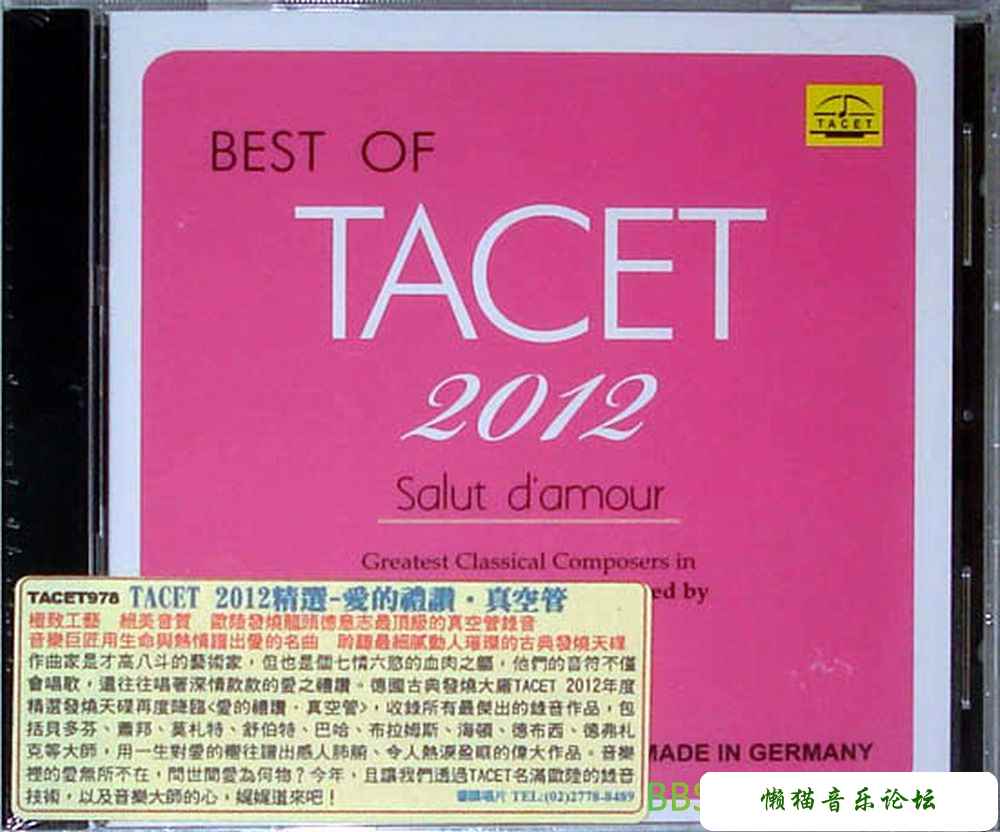 TACET
BEST OF
TACET
2012
Salut d'amour
Greatest Classical Composers in
ed by
TACET978 TACET 2012精選-愛的禮讚·真空管
極致工藝 絕美音質 歐陸發燒龍頭德意志最頂級的真空管錄音
音樂巨匠用生命與熱情譜出愛的名曲 聆聽最細膩動人璀璨的古典發燒天碟
作曲家是才高八斗的藝術家，但也是個七情六慾的血肉之軀，他們的音符不僅
會唱歌，還往往唱著深情款款的愛之禮讚。德國古典發燒大廠TACET 2012年度
精選發燒天碟再度降臨<愛的禮讚·真空管>，收錄所有最傑出的錄音作品，包
括貝多芬、蕭邦、莫札特、舒伯特、巴哈、布拉姆斯、海頓、德布西、德弗札
克等大師，用一生對愛的嚮往譜出感人肺腑、令人熱淚盈眶的偉大作品。音樂
裡的愛無所不在，問世間愛為何物？今年，且讓我們透過TACET名滿歐陸的錄音
技術，以及音樂大師的心，娓娓道來吧！
唱片 TEL:(02)2778-8489
MADE IN GERMANY
BBS
懒猫音乐论坛